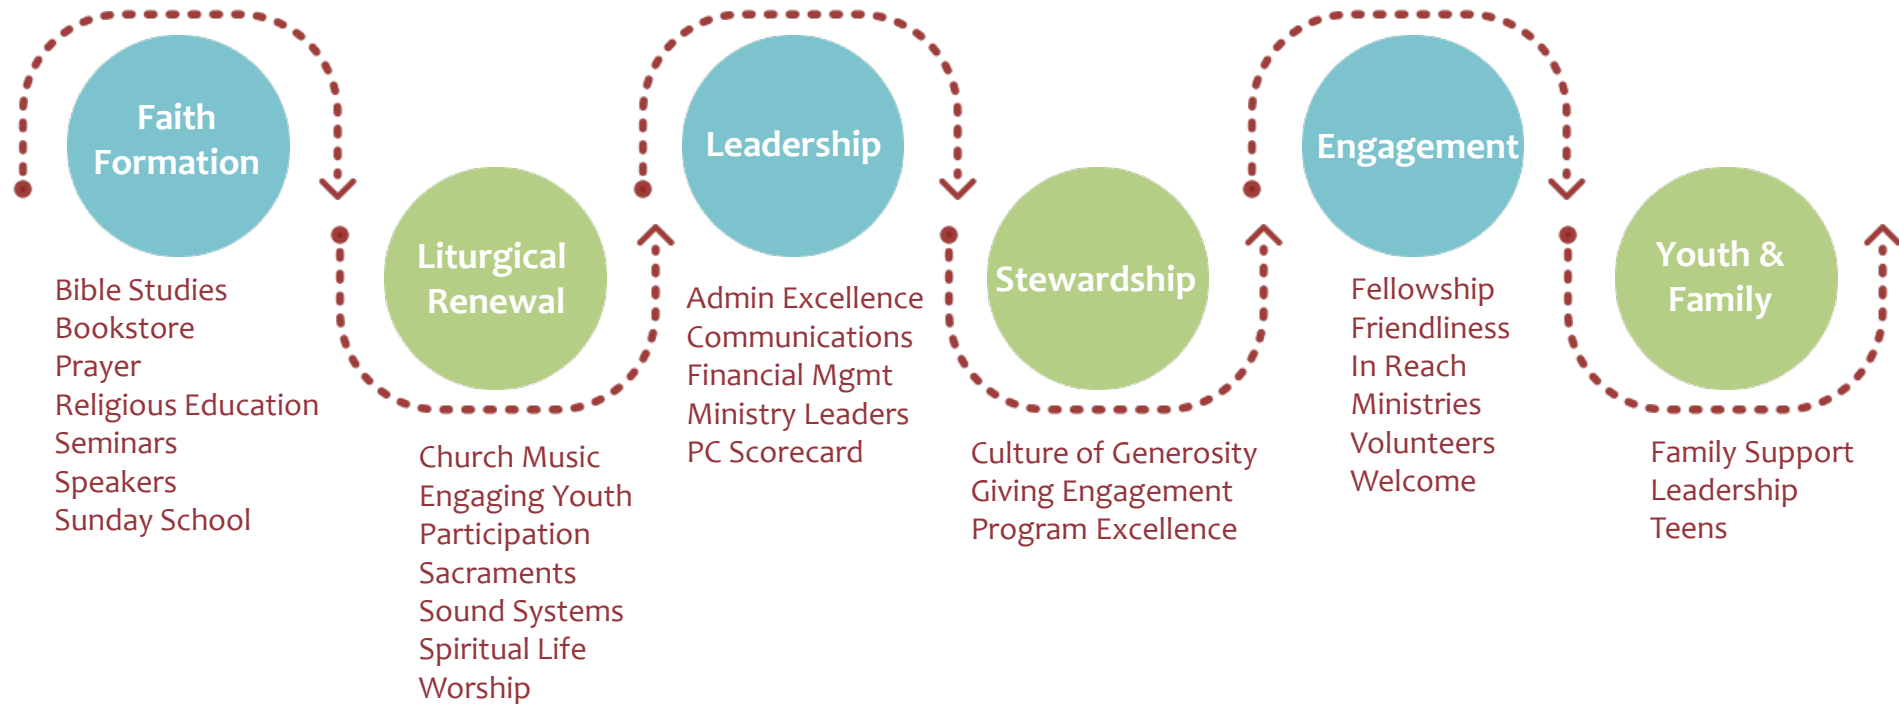 Faith
Formation
Bible Studies
Bookstore
Prayer
Religious Education
Seminars
Speakers
Sunday School
Liturgical
Renewal
Church Music
Engaging Youth
Participation
Sacraments
Sound Systems
Spiritual Life
Worship
Leadership
Admin Excellence
Communications
Financial Mgmt
Ministry Leaders
PC Scorecard
Stewardship
Culture of Generosity
Giving Engagement
Program Excellence
Engagement
Fellowship
Friendliness
In Reach
Ministries
Volunteers
Welcome
Youth &
Family
Family Support
Leadership
Teens